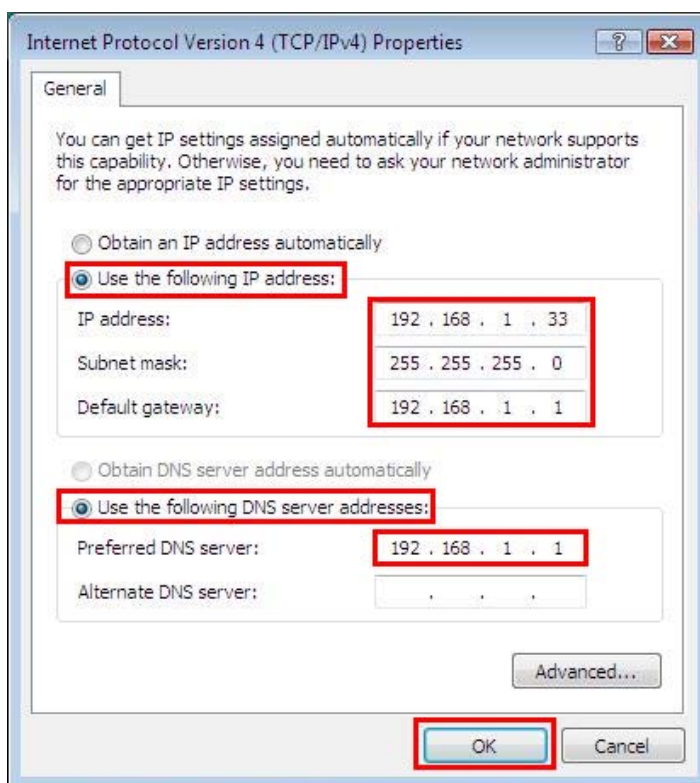 Internet Protocol Version 4 (TCP/IPv4) Properties
General
You can get IP settings assigned automatically if your network supports
this capability. Otherwise, you need to ask your network administrator
for the appropriate IP settings.
Obtain an IP address automatically
Use the following IP address:
IP address: 192 . 168 . 1 . 33
Subnet mask: 255 . 255 . 255 . 0
Default gateway: 192 . 168 . 1 . 1
Obtain DNS server address automatically
Use the following DNS server addresses:
Preferred DNS server: 192 . 168 . 1 . 1
Alternate DNS server: . . .
Advanced...
OK Cancel